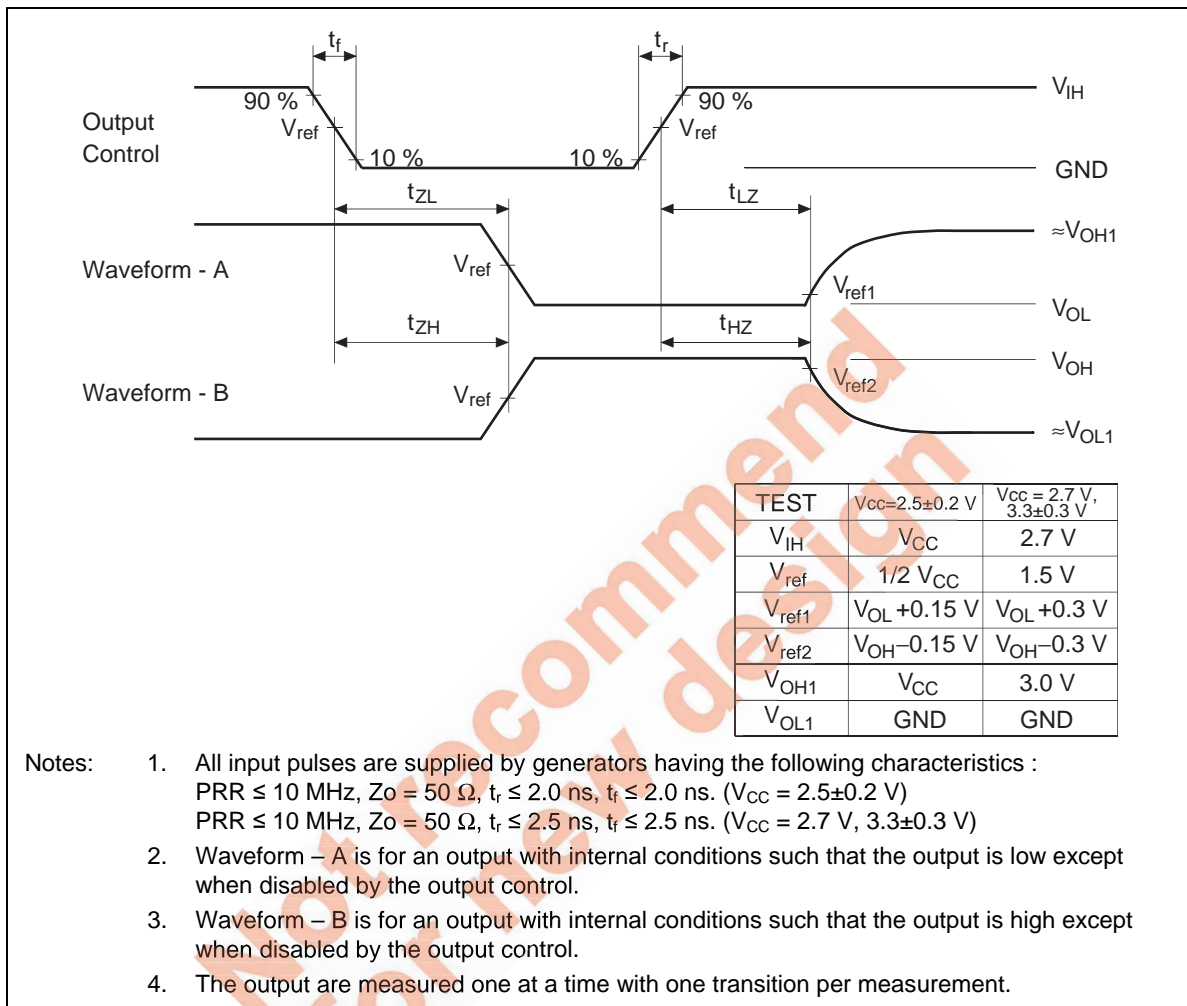 tf
tr
90 %
90 %
VIH
Output
Control
Vref
Vref
10 %
10 %
GND
tZL
tLZ
≈VOH1
Waveform - A
Vref
Vref1
VOL
tZH
tHZ
VOH
Waveform - B
Vref
Vref2
≈VOL1
TEST Vcc=2.5±0.2 V Vcc = 2.7 V,
3.3±0.3 V
VIH VCC 2.7 V
Vref 1/2 VCC 1.5 V
Vref1 VOL +0.15 V VOL +0.3 V
Vref2 VOH−0.15 V VOH−0.3 V
VOH1 VCC 3.0 V
VOL1 GND GND
Notes: 1. All input pulses are supplied by generators having the following characteristics :
PRR ≤ 10 MHz, Zo = 50 Ω, tr ≤ 2.0 ns, tf ≤ 2.0 ns. (VCC = 2.5±0.2 V)
PRR ≤ 10 MHz, Zo = 50 Ω, tr ≤ 2.5 ns, tf ≤ 2.5 ns. (VCC = 2.7 V, 3.3±0.3 V)
2. Waveform – A is for an output with internal conditions such that the output is low except
when disabled by the output control.
3. Waveform – B is for an output with internal conditions such that the output is high except
when disabled by the output control.
4. The output are measured one at a time with one transition per measurement.
Not recommend
for new design